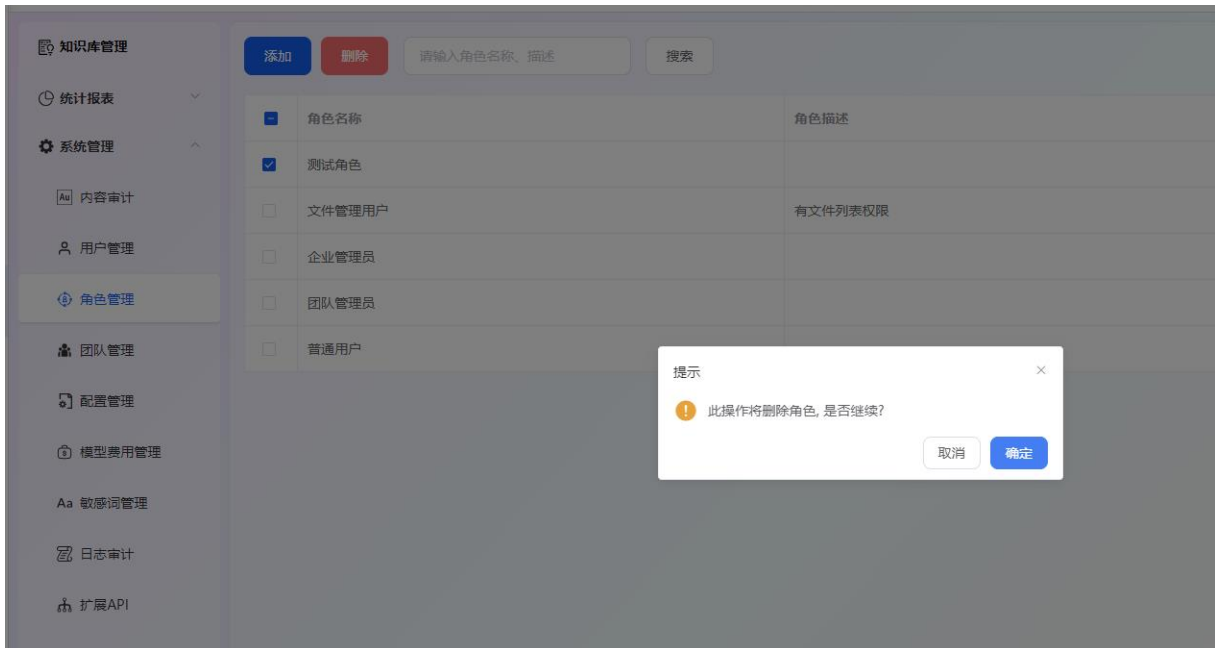 知识库管理
统计报表
系统管理
Au 内容审计
用户管理
角色管理
团队管理
配置管理
模型费用管理
Aa 敏感词管理
日志审计
扩展API
添加 删除 请输入角色名称、描述 搜索
角色名称 角色描述
测试角色
文件管理用户 有文件列表权限
企业管理员
团队管理员
普通用户
提示
此操作将删除角色, 是否继续?
取消 确定